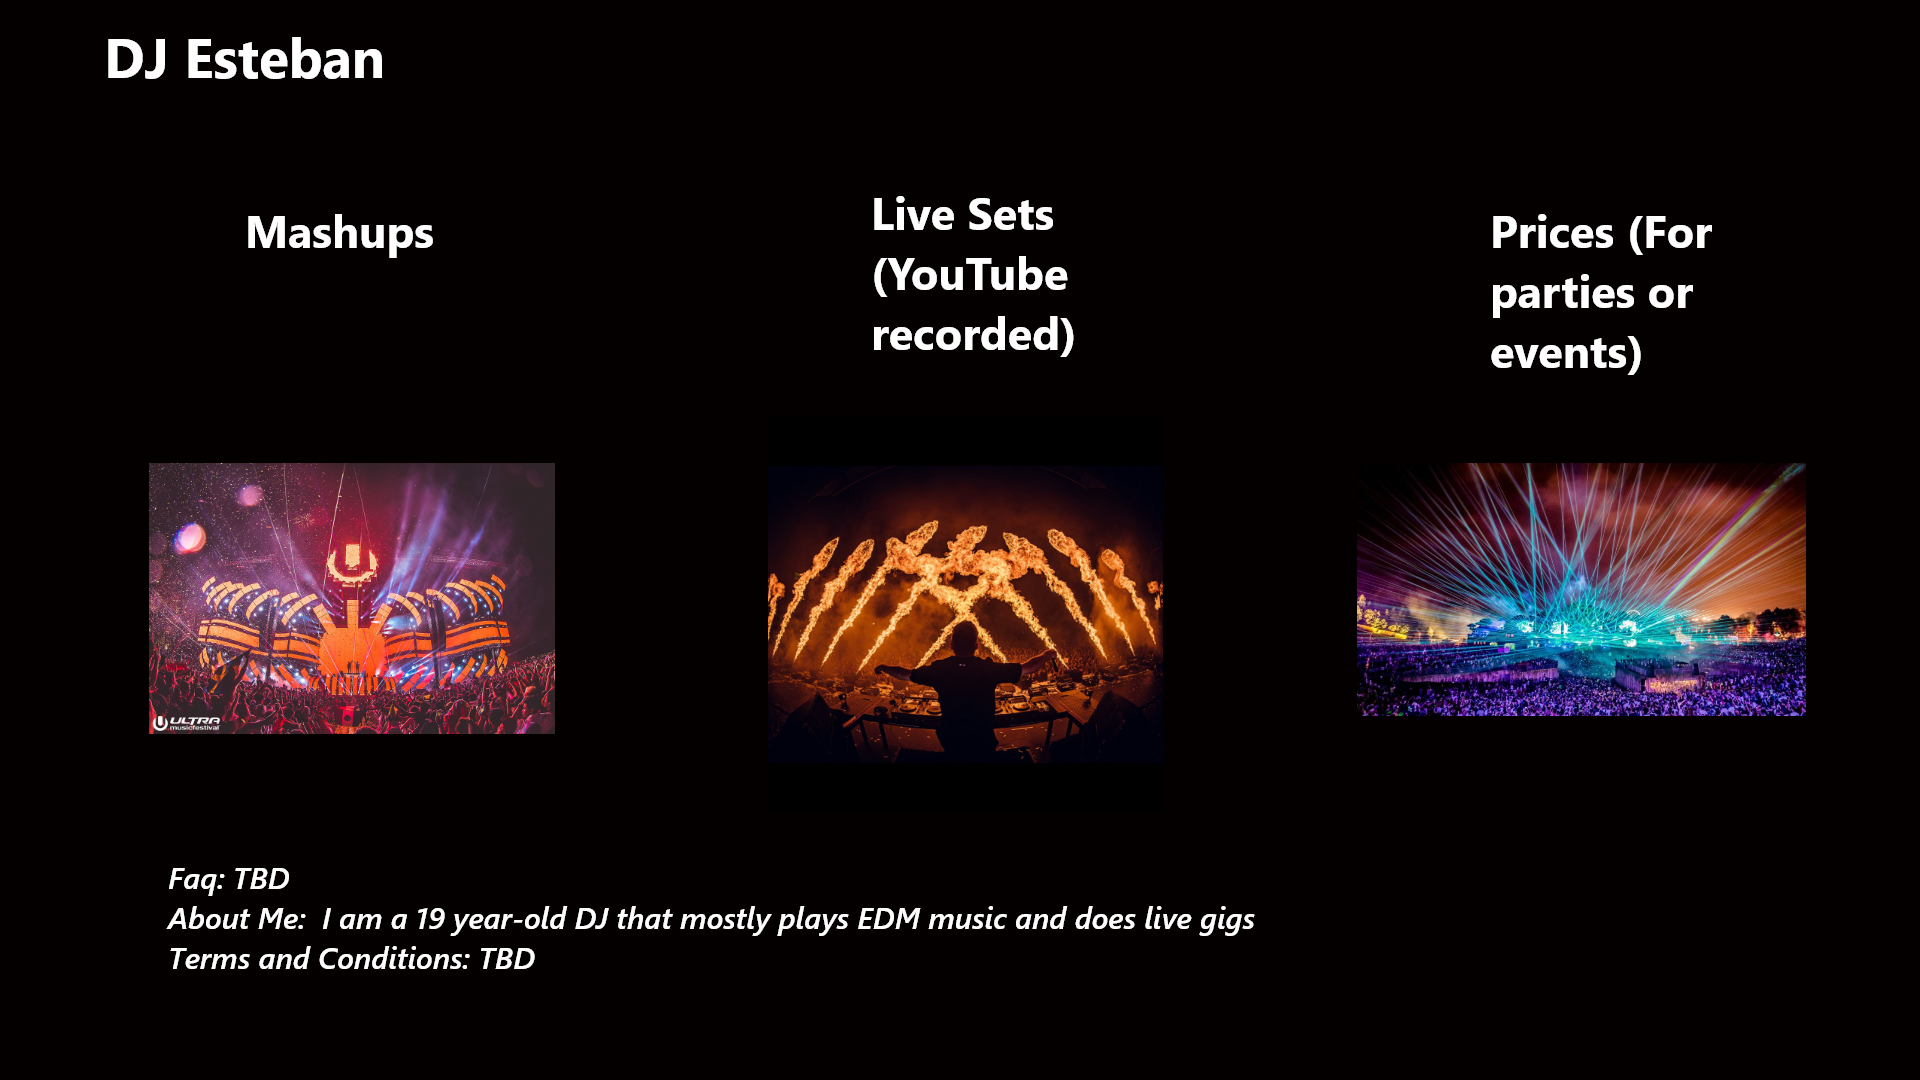 DJ Esteban
Mashups
Live Sets
(YouTube
recorded)
Prices (For
parties or
events)
ULTRA
musicfestival
Faq: TBD
About Me:  I am a 19 year-old DJ that mostly plays EDM music and does live gigs
Terms and Conditions: TBD